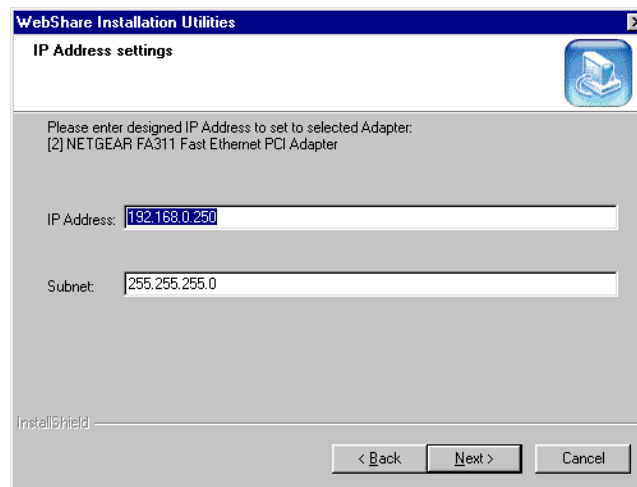 WebShare Installation Utilities
IP Address settings
Please enter designed IP Address to set to selected Adapter:
[2] NETGEAR FA311 Fast Ethernet PCI Adapter
IP Address: 192.168.0.250
Subnet: 255.255.255.0
InstallShield
< Back Next > Cancel